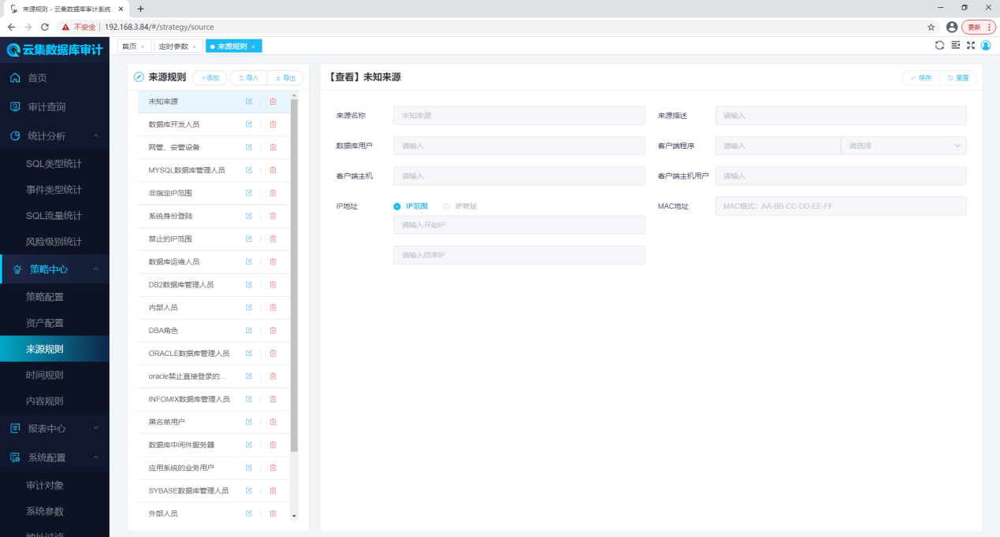 来源规则 - 云集数据库审计系统
不安全 192.168.3.84/#/strategy/source
更新
云集数据库审计
首页
定时参数
来源规则
首页
审计查询
统计分析
SQL类型统计
事件类型统计
SQL流量统计
风险级别统计
策略中心
策略配置
资产配置
来源规则
时间规则
内容规则
报表中心
系统配置
审计对象
系统参数
地址过滤
来源规则
+添加
导入
导出
未知来源
数据库开发人员
网管、安管设备
MYSQL数据库管理人员
非指定IP范围
系统身份登陆
禁止的IP范围
数据库运维人员
DB2数据库管理人员
内部人员
DBA角色
ORACLE数据库管理人员
oracle禁止直接登录的...
INFOMIX数据库管理人员
黑名单用户
数据库中间件服务器
应用系统的业务用户
SYBASE数据库管理人员
外部人员
【查看】未知来源
保存
重置
来源名称 未知来源
来源描述 请输入
数据库用户 请输入
客户端程序 请输入 请选择
客户端主机 请输入
客户端主机用户 请输入
IP地址 IP范围 IP地址
MAC地址 MAC格式：AA-BB-CC-DD-EE-FF
请输入开始IP
请输入结束IP